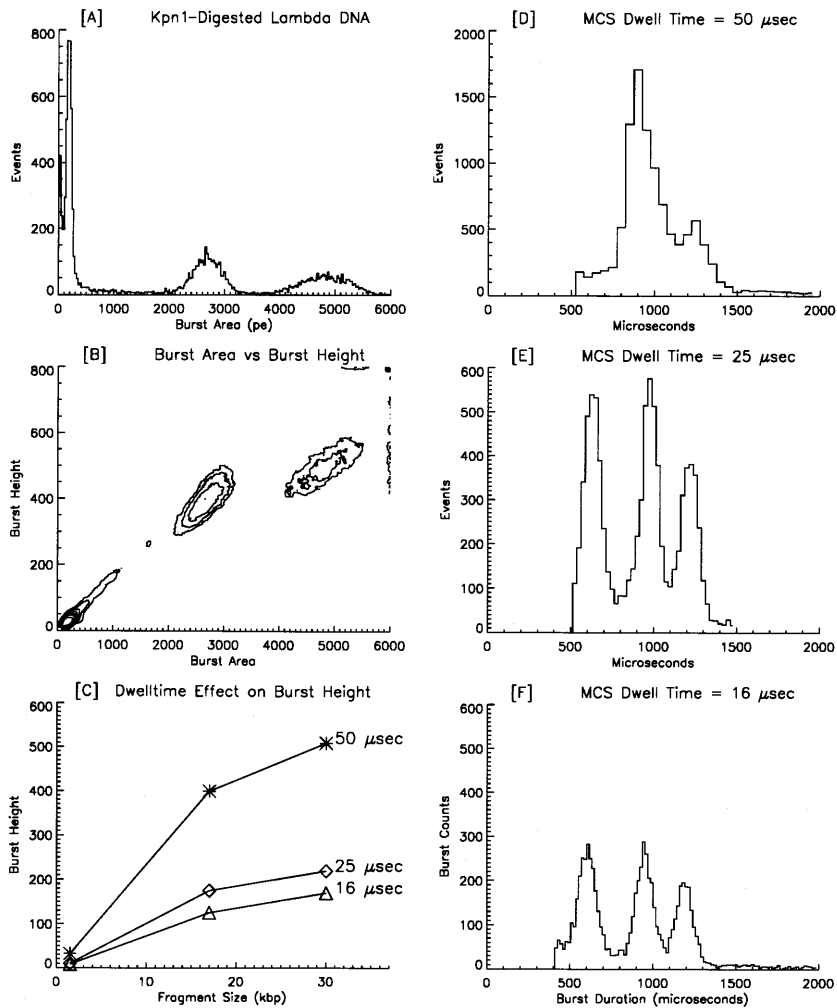 [A] Kpn1-Digested Lambda DNA
800
600
400
200
0
Events
0 1000 2000 3000 4000 5000 6000
Burst Area (pe)
[B] Burst Area vs Burst Height
800
600
400
200
0
Burst Height
0 1000 2000 3000 4000 5000 6000
Burst Area
[C] Dwelltime Effect on Burst Height
600
500
400
300
200
100
0
Burst Height
50 μsec
25 μsec
16 μsec
0 10 20 30
Fragment Size (kbp)
[D] MCS Dwell Time = 50 μsec
2000
1500
1000
500
0
Events
0 500 1000 1500 2000
Microseconds
[E] MCS Dwell Time = 25 μsec
600
500
400
300
200
100
0
Events
0 500 1000 1500 2000
Microseconds
[F] MCS Dwell Time = 16 μsec
600
500
400
300
200
100
0
Burst Counts
0 500 1000 1500 2000
Burst Duration (microseconds)